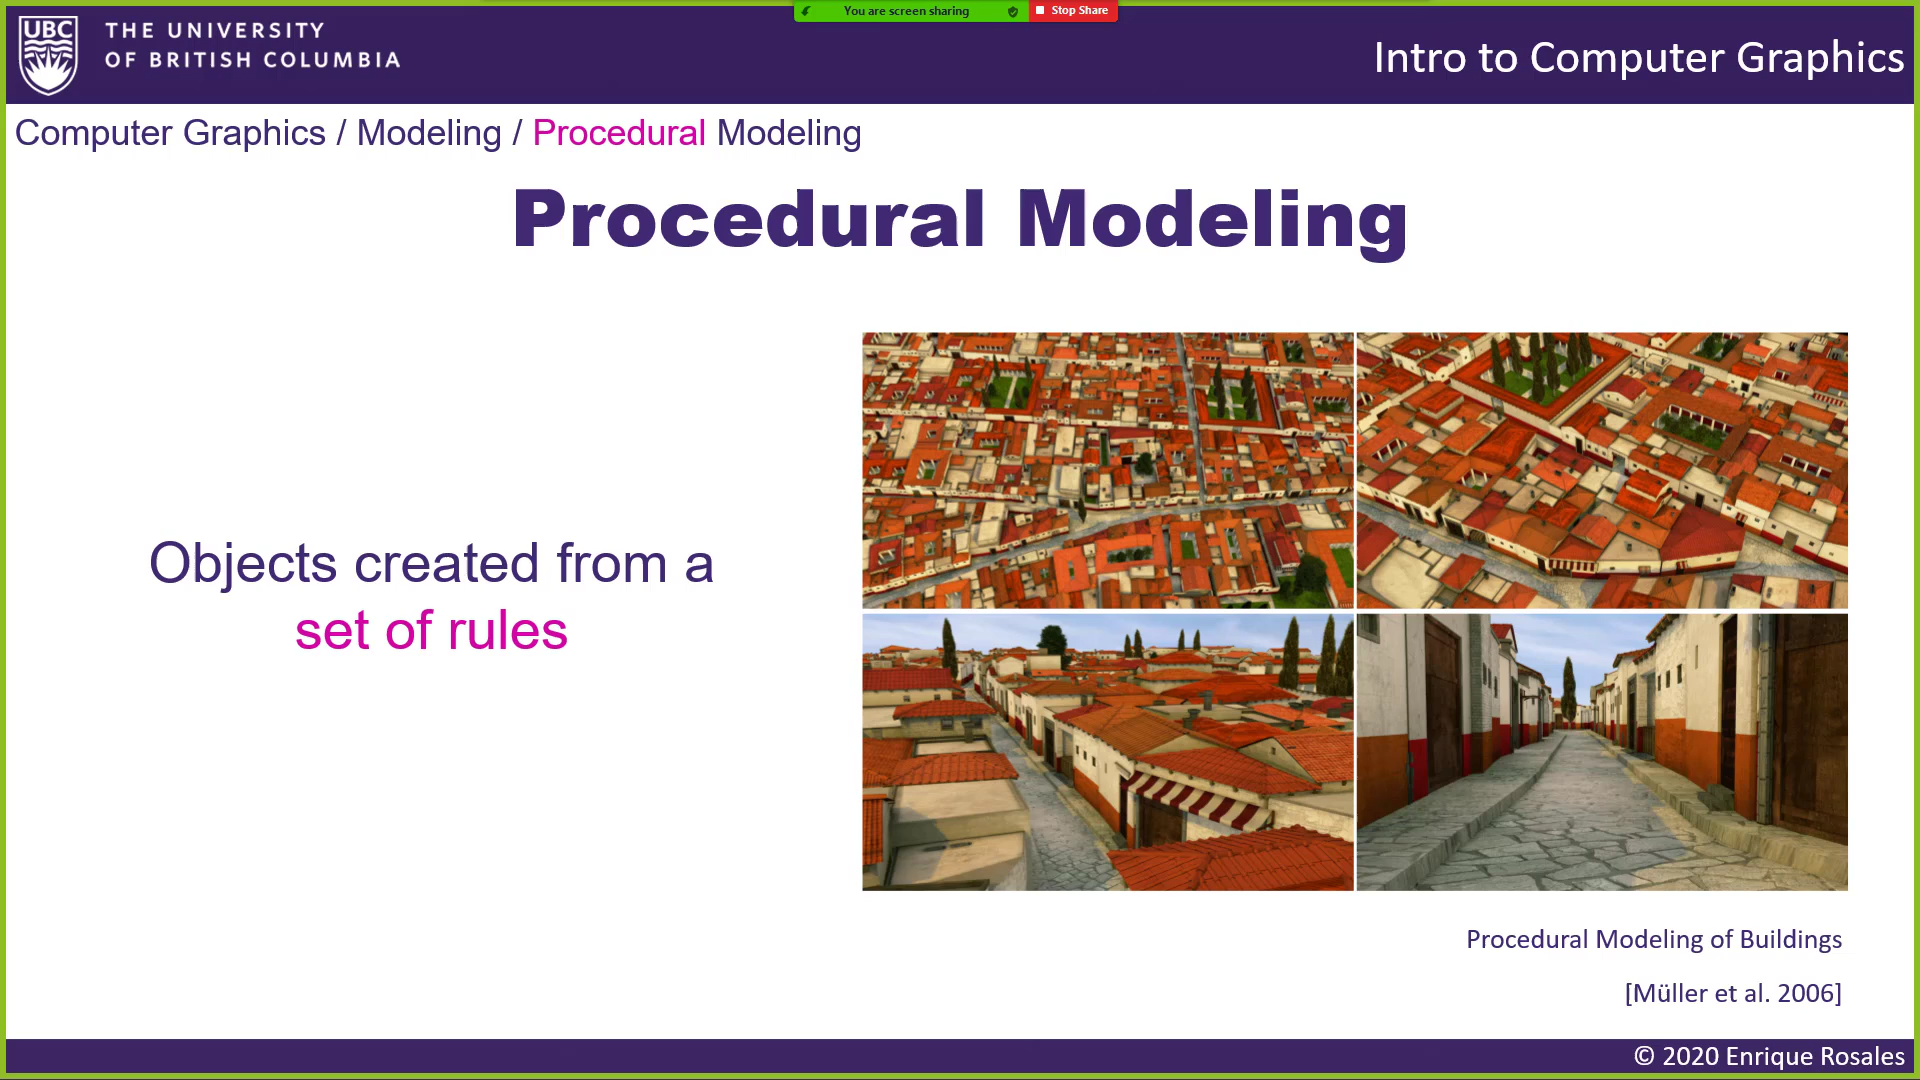 You are screen sharing
Stop Share
UBC
THE UNIVERSITY
OF BRITISH COLUMBIA
Intro to Computer Graphics
Computer Graphics / Modeling / Procedural Modeling
Procedural Modeling
Objects created from a
set of rules
Procedural Modeling of Buildings
[Müller et al. 2006]
© 2020 Enrique Rosales